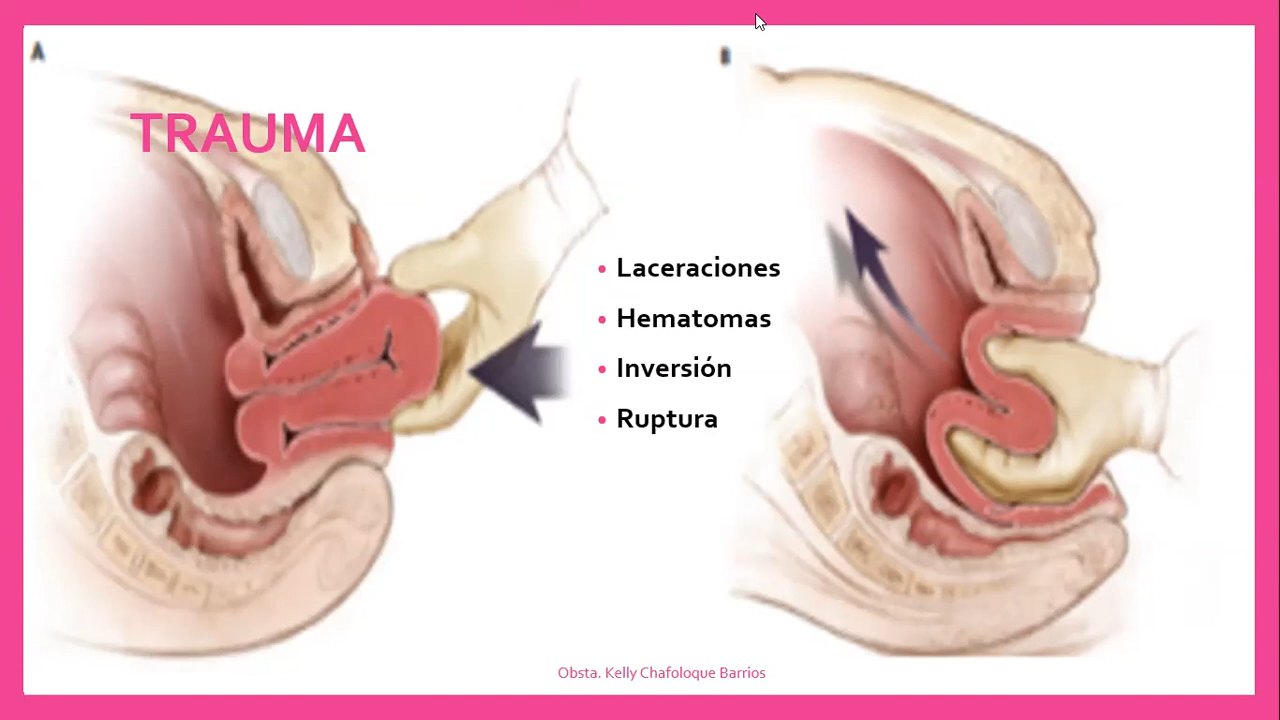 A
B
TRAUMA
• Laceraciones
• Hematomas
• Inversión
• Ruptura
Obsta. Kelly Chafoloque Barrios